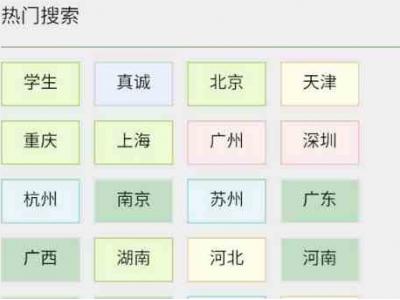 热门搜索
学生 真诚 北京 天津
重庆 上海 广州 深圳
杭州 南京 苏州 广东
广西 湖南 河北 河南